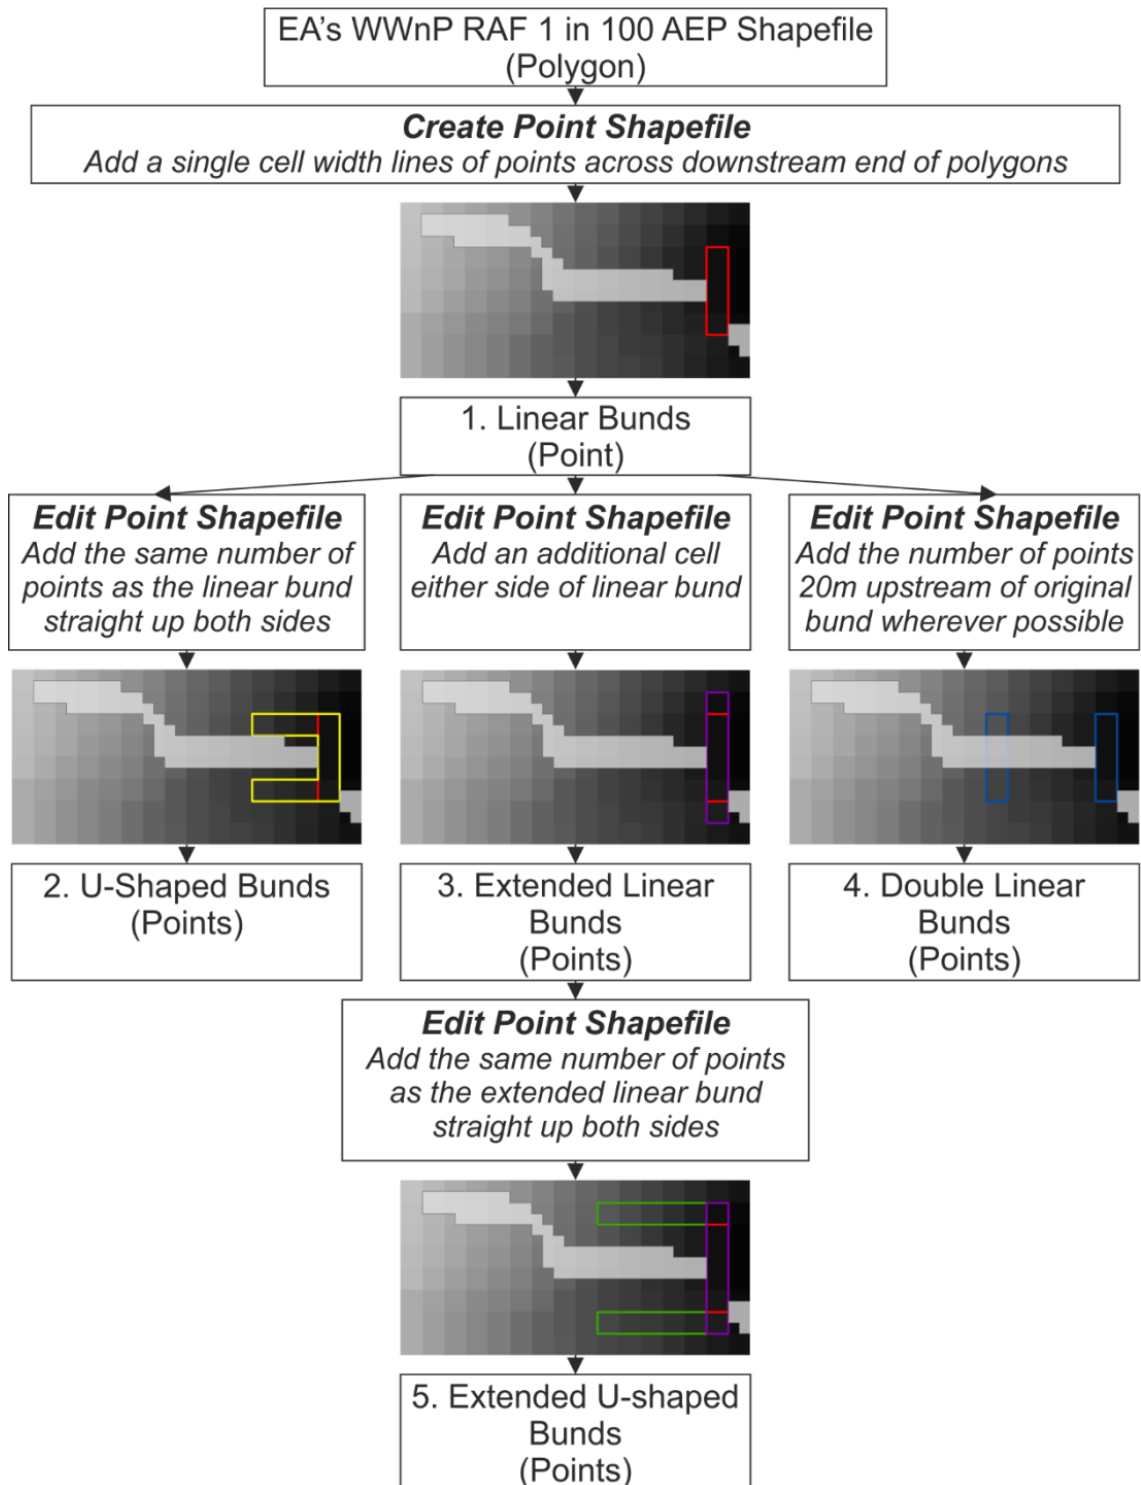 EA's WWnP RAF 1 in 100 AEP Shapefile
(Polygon)
Create Point Shapefile
Add a single cell width lines of points across downstream end of polygons
1. Linear Bunds
(Point)
Edit Point Shapefile
Add the same number of
points as the linear bund
straight up both sides
Edit Point Shapefile
Add an additional cell
either side of linear bund
Edit Point Shapefile
Add the number of points
20m upstream of original
bund wherever possible
2. U-Shaped Bunds
(Points)
3. Extended Linear
Bunds
(Points)
4. Double Linear
Bunds
(Points)
Edit Point Shapefile
Add the same number of points
as the extended linear bund
straight up both sides
5. Extended U-shaped
Bunds
(Points)